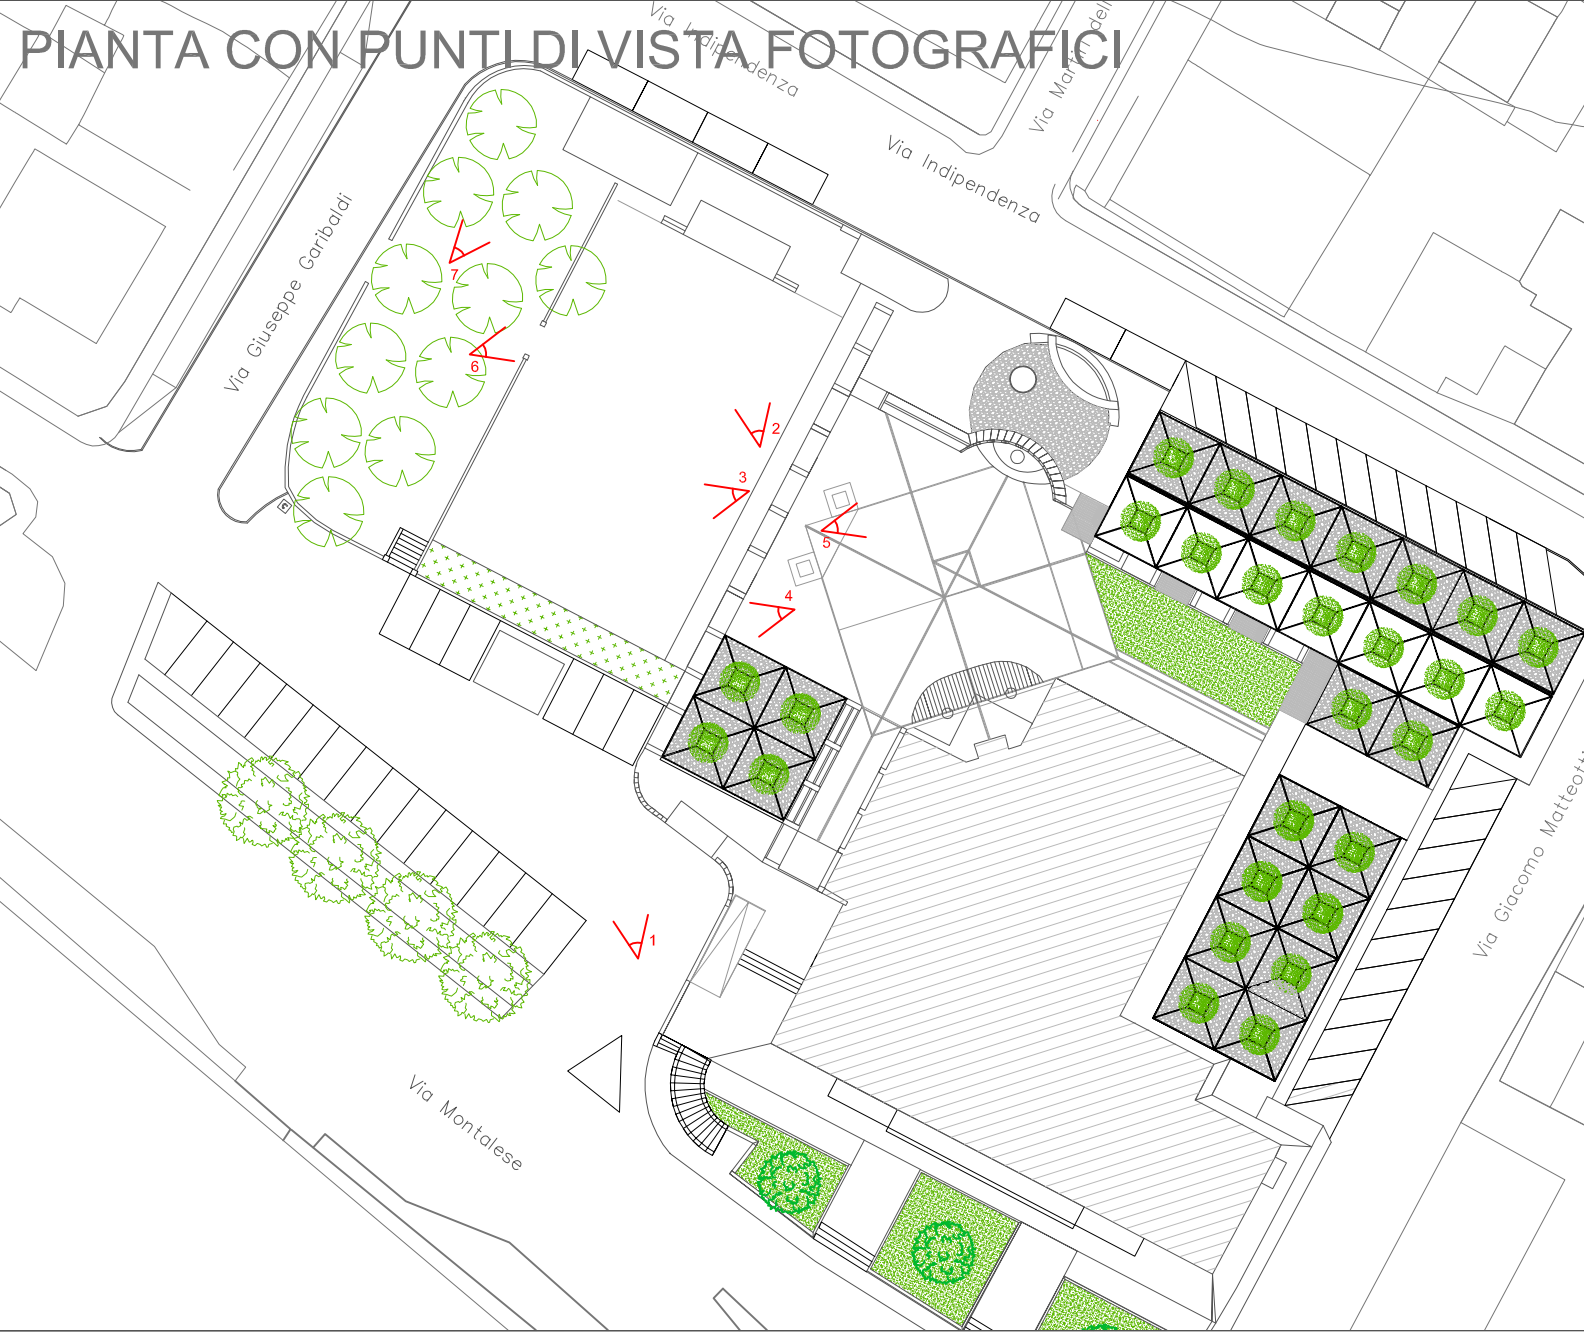 PIANTA CON PUNTI DI VISTA FOTOGRAFICI
Via Indipendenza
Via Indipendenza
Via Giuseppe Garibaldi
7
6
2
3
5
4
1
Via Giacomo Matteotti
Via Montalese